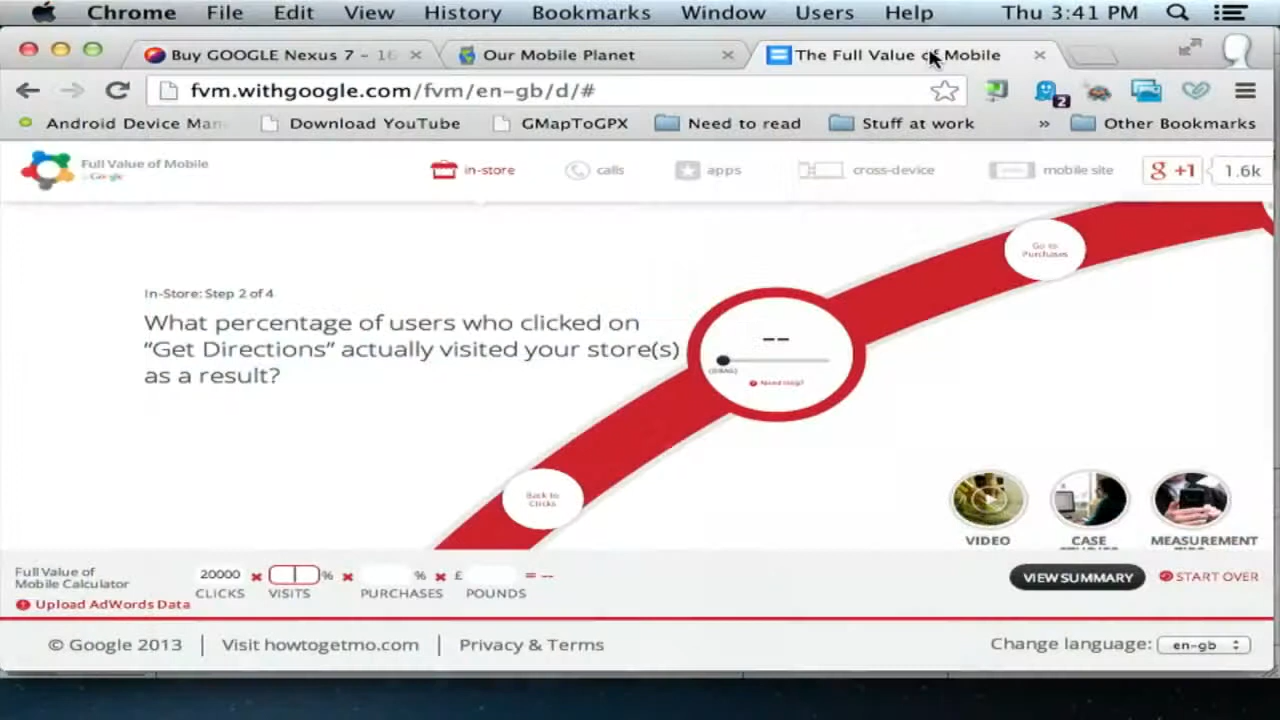 Chrome File Edit View History Bookmarks Window Users Help Thu 3:41 PM
Buy GOOGLE Nexus 7 – 16 Our Mobile Planet The Full Value of Mobile
fvm.withgoogle.com/fvm/en-gb/d/#
2
Android Device Man Download YouTube GMapToGPX Need to read Stuff at work » Other Bookmarks
Full Value of Mobile in-store calls apps cross-device mobile site g +1 1.6k
by Google
Go to
Purchases
In-Store: Step 2 of 4
What percentage of users who clicked on
“Get Directions” actually visited your store(s)
as a result?
--
(DRAG)
Need Help?
Back to
Clicks
VIDEO CASE MEASUREMENT
Full Value of
Mobile Calculator
20000 × % × % × £ = --
CLICKS VISITS PURCHASES POUNDS
Upload AdWords Data
VIEW SUMMARY START OVER
© Google 2013 Visit howtogetmo.com Privacy & Terms Change language: en-gb